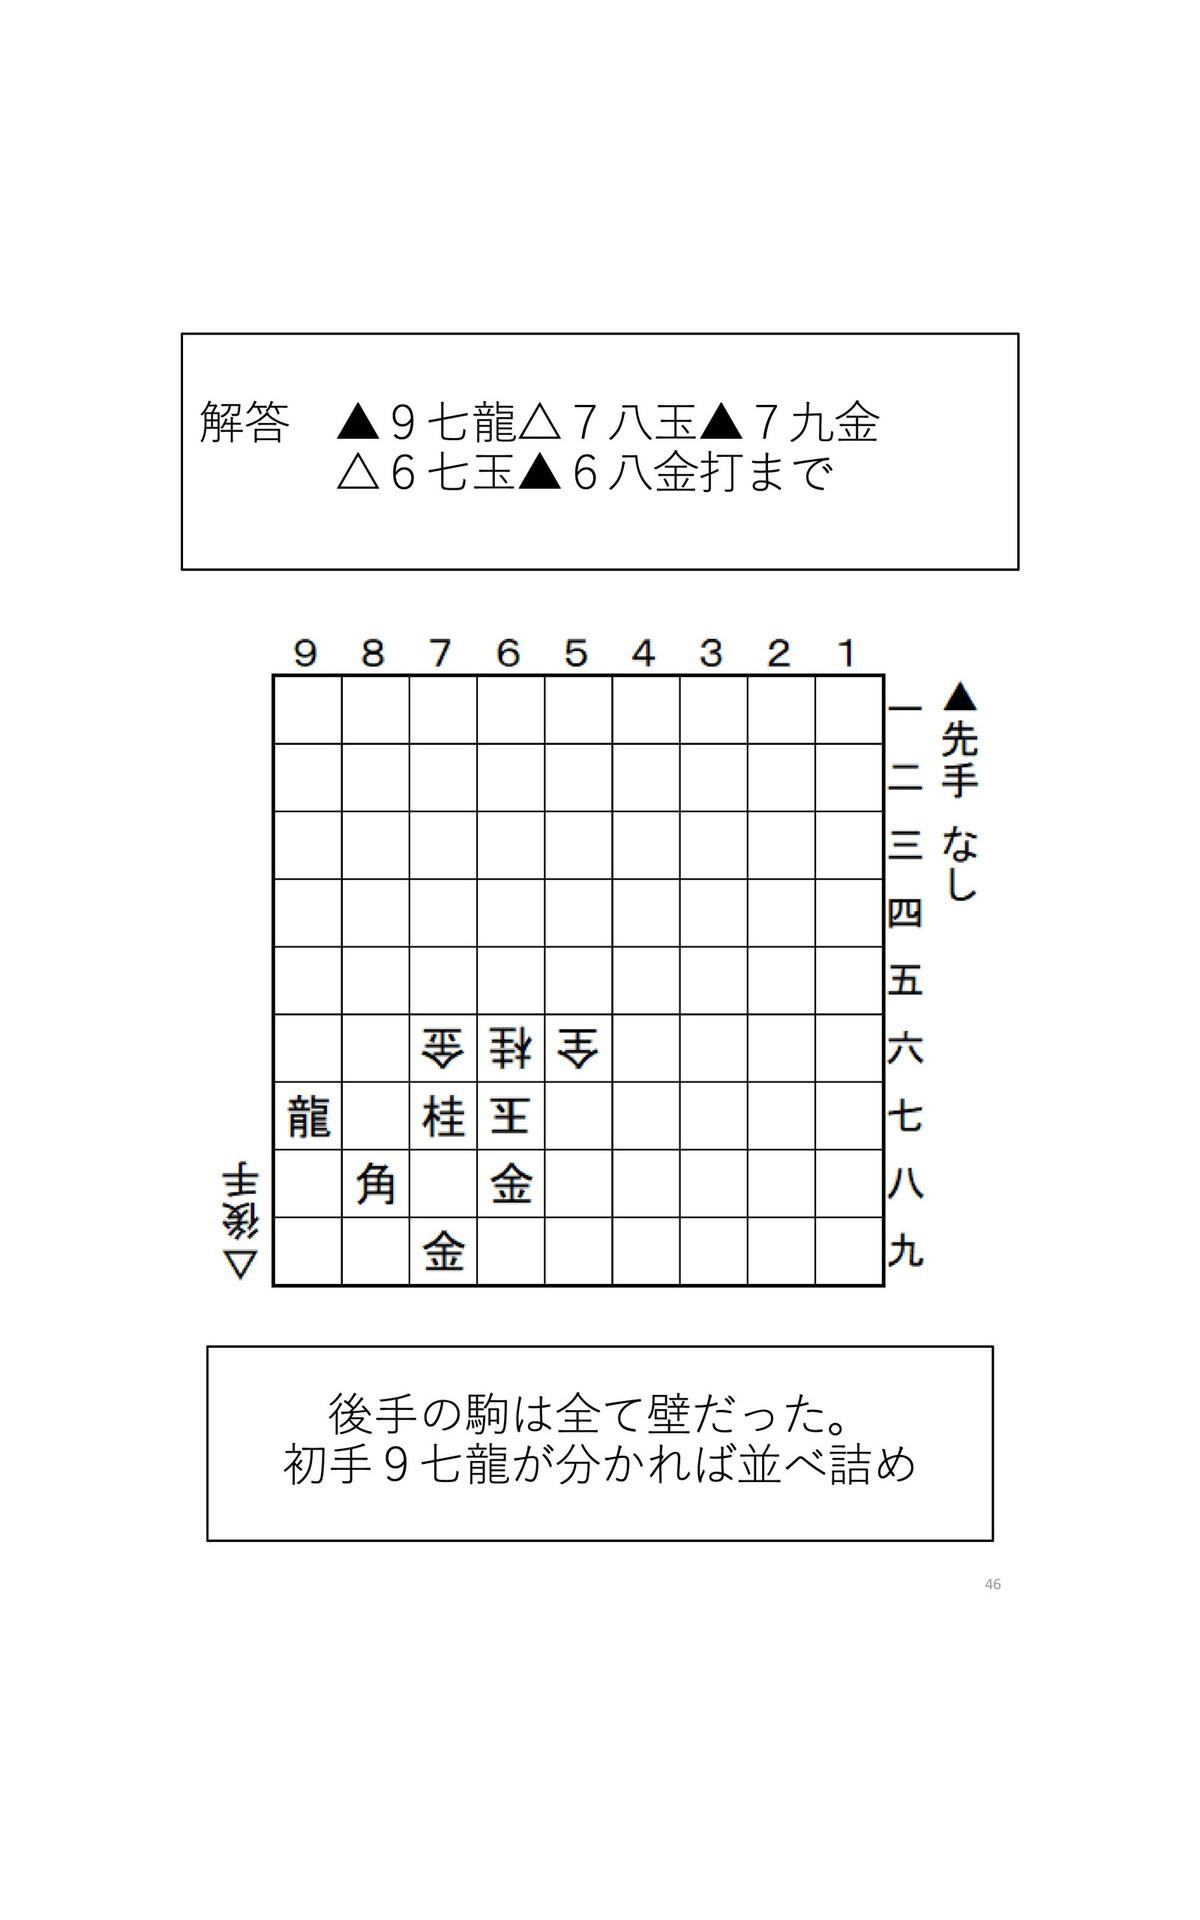 解答　▲９七龍△７八玉▲７九金
△６七玉▲６八金打まで
9 8 7 6 5 4 3 2 1
一
二
三
四
五
六
七
八
九
▲先手 なし
△後手
金 桂 全
龍 桂 王
角 金
金
後手の駒は全て壁だった。
初手９七龍が分かれば並べ詰め
46